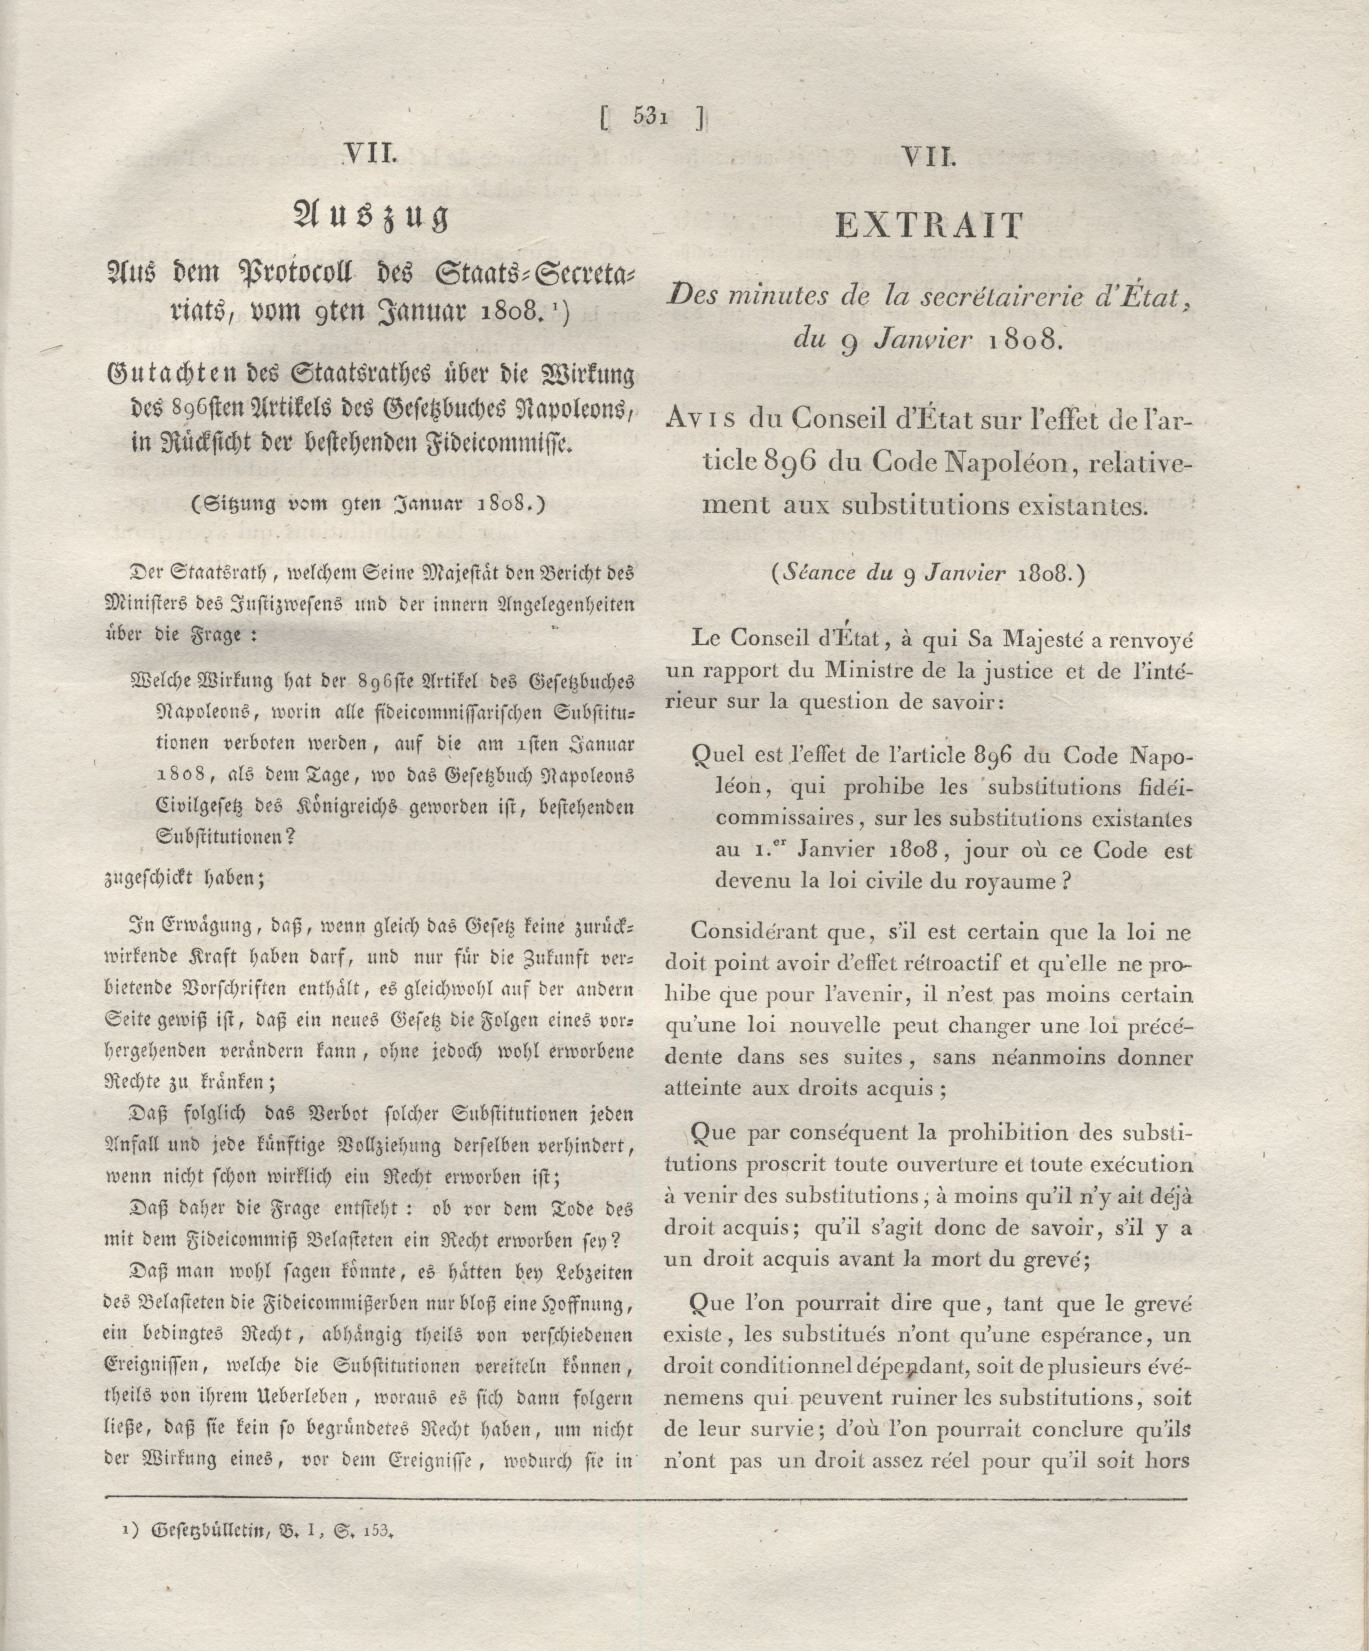 [ 531 ]
VII.
Auszug
Aus dem Protocoll des Staats-Secreta-
riats, vom 9ten Januar 1808. 1)
Gutachten des Staatsrathes über die Wirkung
des 896sten Artikels des Gesetzbuches Napoleons,
in Rücksicht der bestehenden Fideicommisse.
(Sitzung vom 9ten Januar 1808.)
Der Staatsrath, welchem Seine Majestät den Bericht des
Ministers des Justizwesens und der innern Angelegenheiten
über die Frage :
Welche Wirkung hat der 896ste Artikel des Gesetzbuches
Napoleons, worin alle fideicommissarischen Substitu-
tionen verboten werden, auf die am 1sten Januar
1808, als dem Tage, wo das Gesetzbuch Napoleons
Civilgesetz des Königreichs geworden ist, bestehenden
Substitutionen?
zugeschickt haben;
In Erwägung, daß, wenn gleich das Gesetz keine zurück-
wirkende Kraft haben darf, und nur für die Zukunft ver-
bietende Vorschriften enthält, es gleichwohl auf der andern
Seite gewiß ist, daß ein neues Gesetz die Folgen eines vor-
hergehenden verändern kann, ohne jedoch wohl erworbene
Rechte zu kränken;
Daß folglich das Verbot solcher Substitutionen jeden
Anfall und jede künftige Vollziehung derselben verhindert,
wenn nicht schon wirklich ein Recht erworben ist;
Daß daher die Frage entsteht : ob vor dem Tode des
mit dem Fideicommiß Belasteten ein Recht erworben sey?
Daß man wohl sagen könnte, es hätten bey Lebzeiten
des Belasteten die Fideicommißerben nur bloß eine Hoffnung,
ein bedingtes Recht, abhängig theils von verschiedenen
Ereignissen, welche die Substitutionen vereiteln können,
theils von ihrem Ueberleben, woraus es sich dann folgern
ließe, daß sie kein so begründetes Recht haben, um nicht
der Wirkung eines, vor dem Ereignisse, wodurch sie in
1) Gesetzbülletin, B. I, S. 153.
VII.
EXTRAIT
Des minutes de la secrétairerie d'État,
du 9 Janvier 1808.
AVIS du Conseil d'État sur l'effet de l'ar-
ticle 896 du Code Napoléon, relative-
ment aux substitutions existantes.
(Séance du 9 Janvier 1808.)
Le Conseil d'État, à qui Sa Majesté a renvoyé
un rapport du Ministre de la justice et de l'inté-
rieur sur la question de savoir:
Quel est l'effet de l'article 896 du Code Napo-
léon, qui prohibe les substitutions fidéi-
commissaires, sur les substitutions existantes
au 1.er Janvier 1808, jour où ce Code est
devenu la loi civile du royaume?
Considérant que, s'il est certain que la loi ne
doit point avoir d'effet rétroactif et qu'elle ne pro-
hibe que pour l'avenir, il n'est pas moins certain
qu'une loi nouvelle peut changer une loi précé-
dente dans ses suites, sans néanmoins donner
atteinte aux droits acquis;
Que par conséquent la prohibition des substi-
tutions proscrit toute ouverture et toute exécution
à venir des substitutions, à moins qu'il n'y ait déjà
droit acquis; qu'il s'agit donc de savoir, s'il y a
un droit acquis avant la mort du grevé;
Que l'on pourrait dire que, tant que le grevé
existe, les substitués n'ont qu'une espérance, un
droit conditionnel dépendant, soit de plusieurs évé-
nemens qui peuvent ruiner les substitutions, soit
de leur survie; d'où l'on pourrait conclure qu'ils
n'ont pas un droit assez réel pour qu'il soit hors